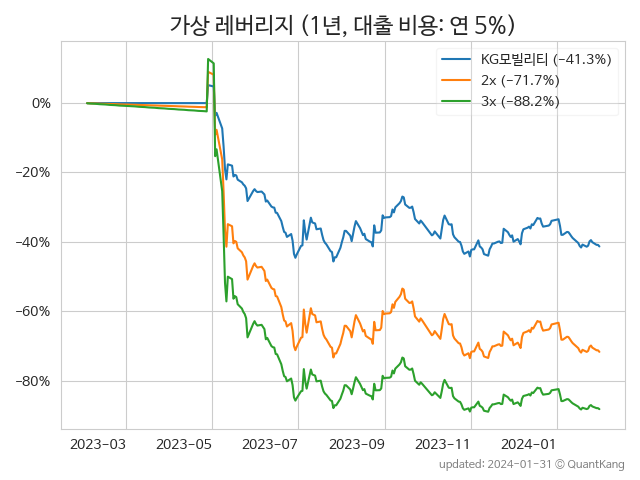 가상 레버리지 (1년, 대출 비용: 연 5%)
KG모빌리티 (−41.3%)
2x (−71.7%)
3x (−88.2%)
0%
−20%
−40%
−60%
−80%
2023-03 2023-05 2023-07 2023-09 2023-11 2024-01
updated: 2024-01-31 © QuantKang